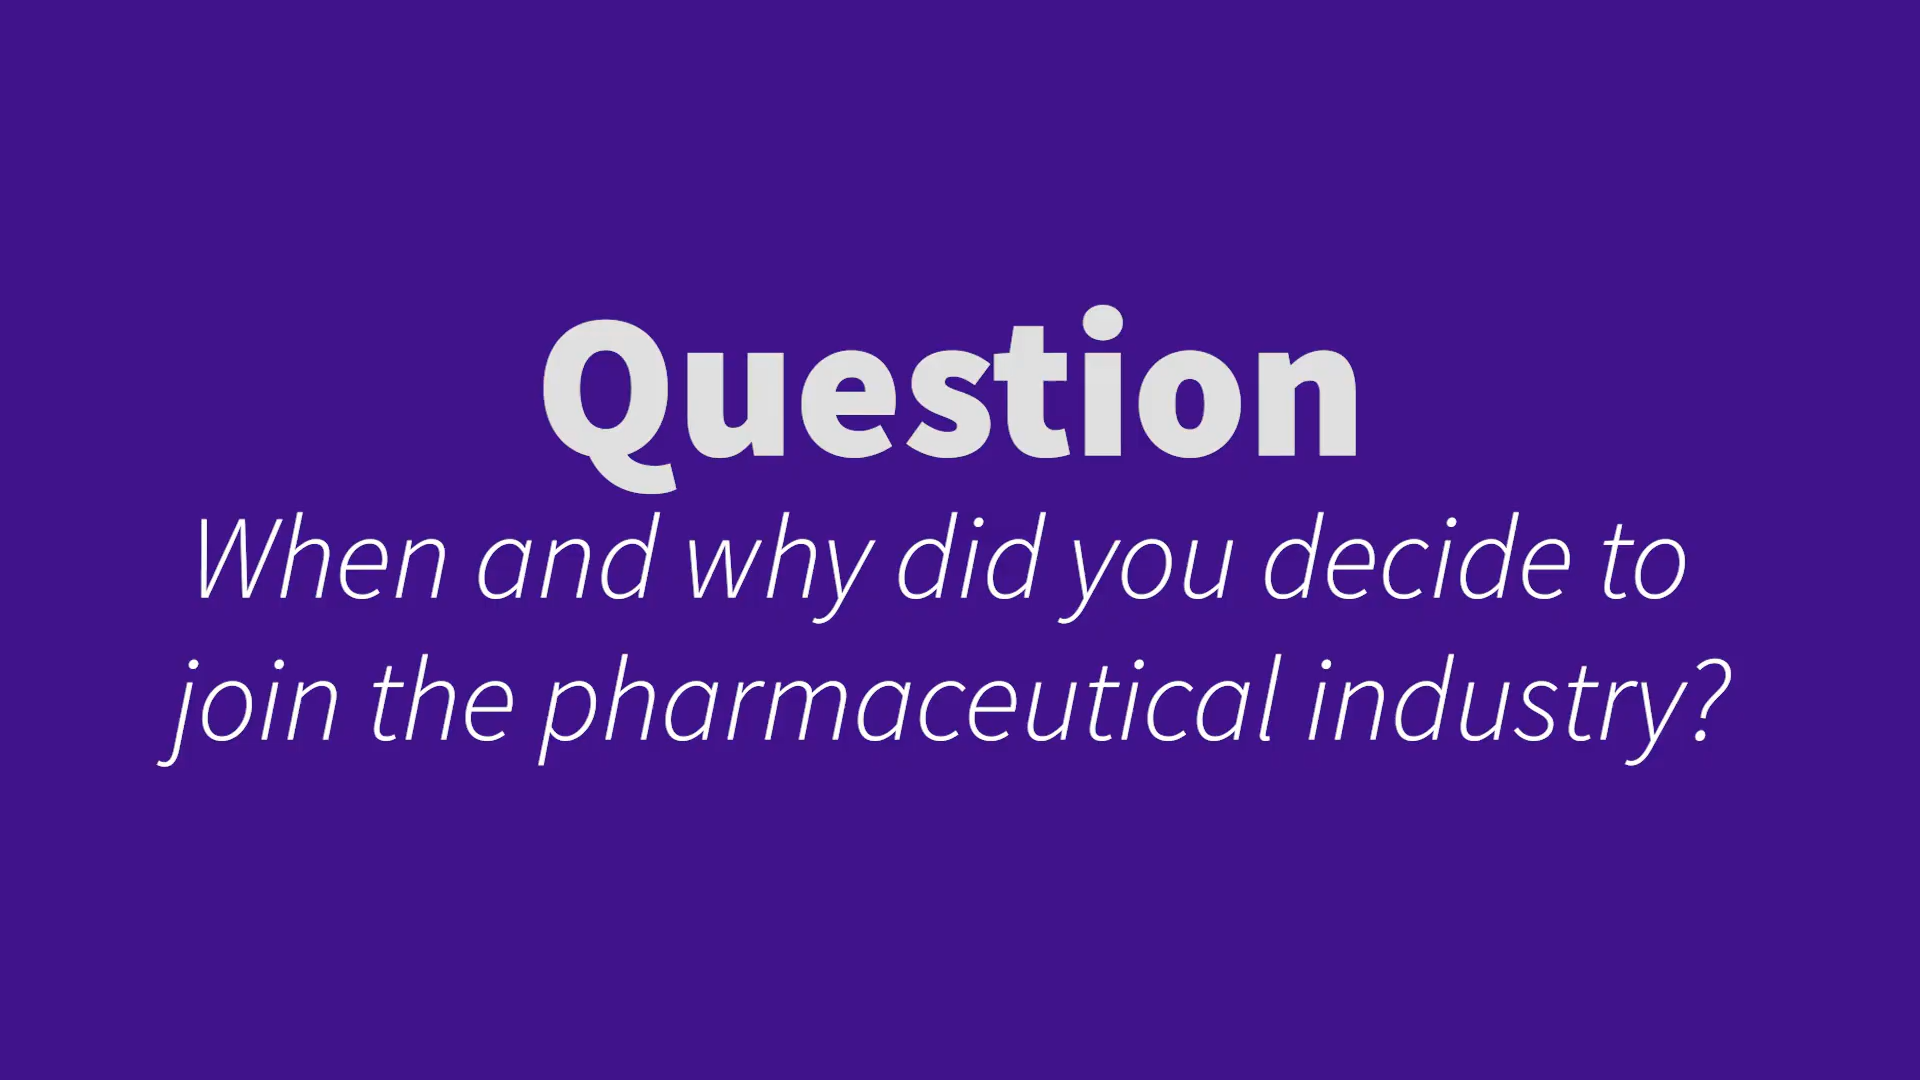 Question
When and why did you decide to
join the pharmaceutical industry?